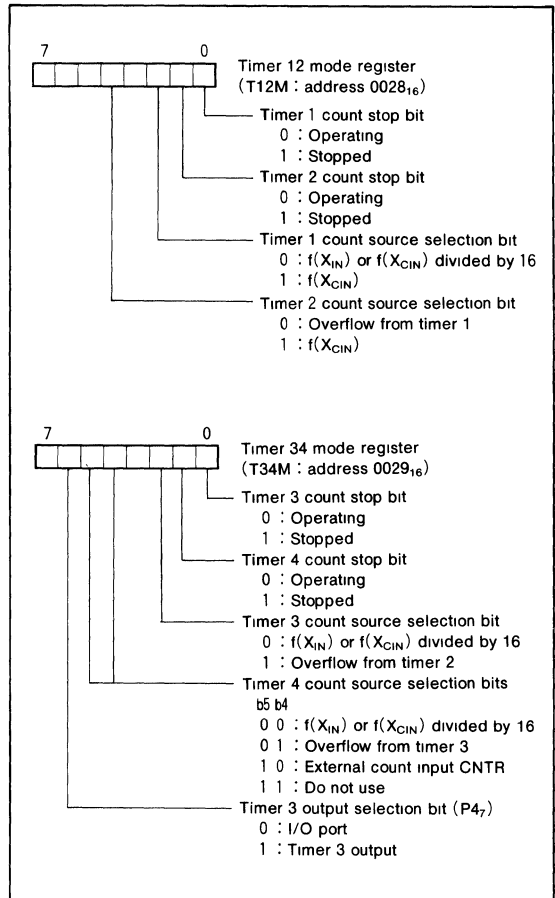 7 0
Timer 12 mode register
(T12M : address 0028₁₆)
Timer 1 count stop bit
0 : Operating
1 : Stopped
Timer 2 count stop bit
0 : Operating
1 : Stopped
Timer 1 count source selection bit
0 : f(X_IN) or f(X_CIN) divided by 16
1 : f(X_CIN)
Timer 2 count source selection bit
0 : Overflow from timer 1
1 : f(X_CIN)
7 0
Timer 34 mode register
(T34M : address 0029₁₆)
Timer 3 count stop bit
0 : Operating
1 : Stopped
Timer 4 count stop bit
0 : Operating
1 : Stopped
Timer 3 count source selection bit
0 : f(X_IN) or f(X_CIN) divided by 16
1 : Overflow from timer 2
Timer 4 count source selection bits
b5 b4
0 0 : f(X_IN) or f(X_CIN) divided by 16
0 1 : Overflow from timer 3
1 0 : External count input CNTR
1 1 : Do not use
Timer 3 output selection bit (P4₇)
0 : I/O port
1 : Timer 3 output